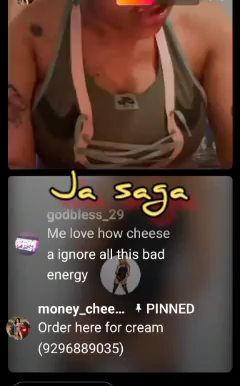 Ja saga
godbless_29
Me love how cheese
a ignore all this bad
energy
money_chee... PINNED
Order here for cream
(9296889035)